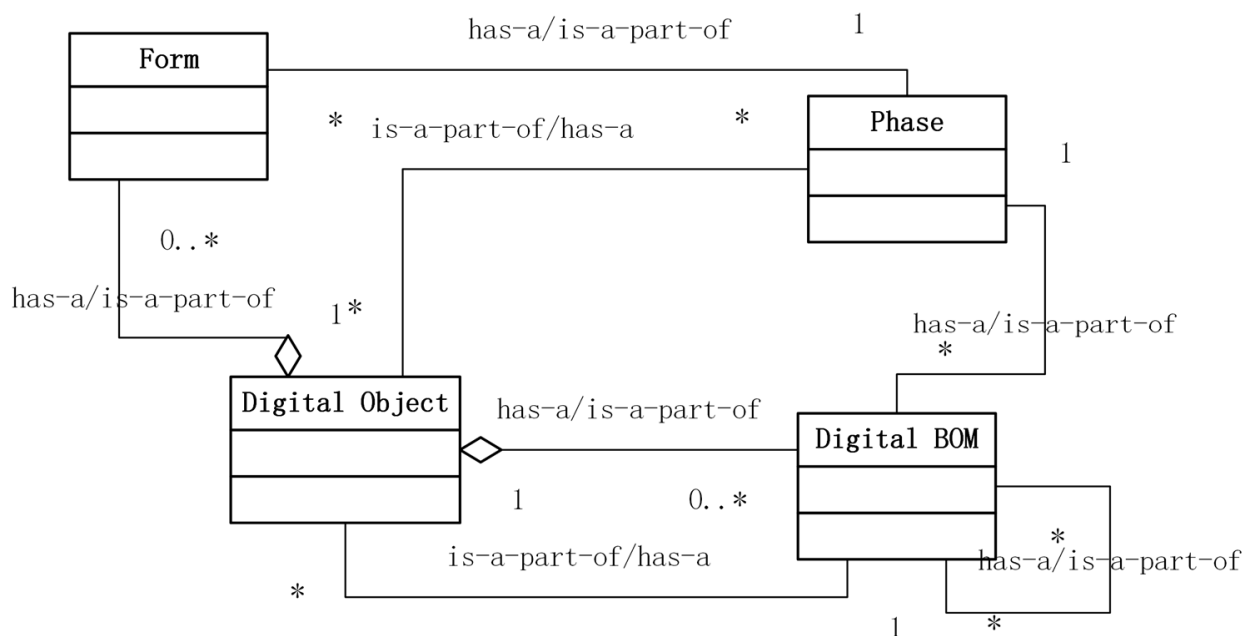 has-a/is-a-part-of
1
Form
*
is-a-part-of/has-a
*
Phase
1
0..*
has-a/is-a-part-of
1*
has-a/is-a-part-of
*
Digital Object
has-a/is-a-part-of
Digital BOM
1
0..*
*
has-a/is-a-part-of
is-a-part-of/has-a
*
1
*